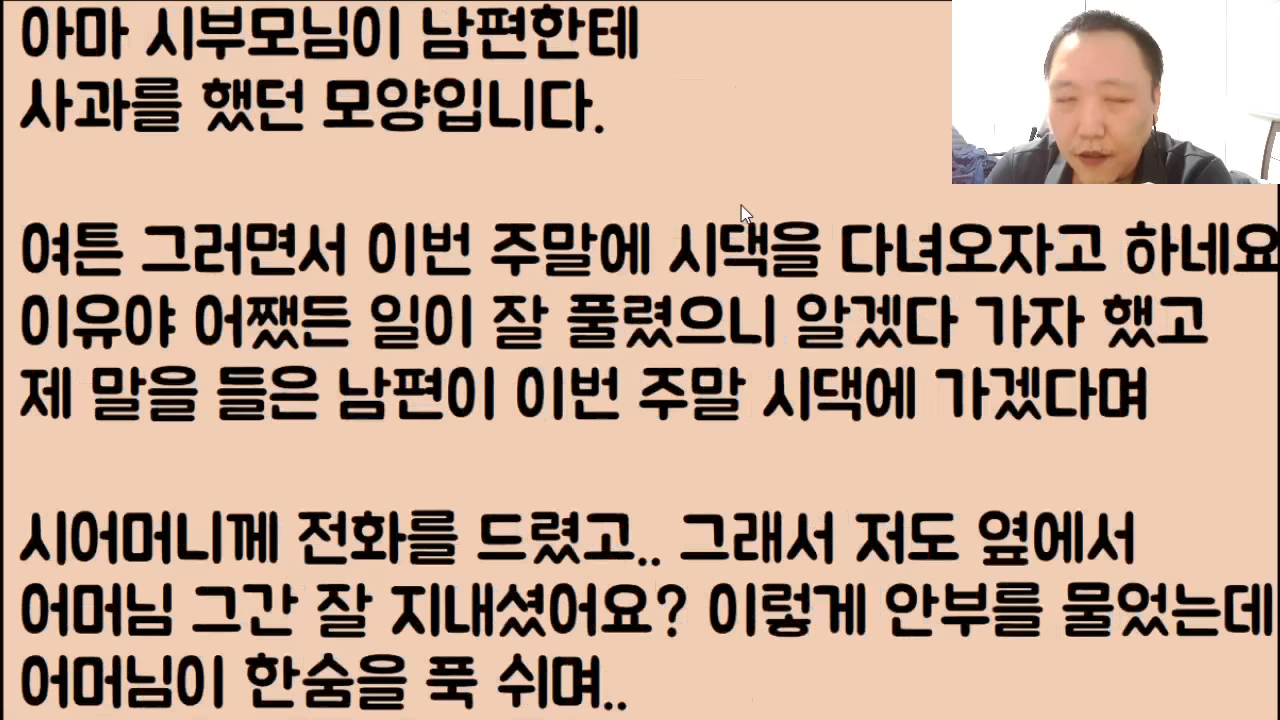 아마 시부모님이 남편한테
사과를 했던 모양입니다.
여튼 그러면서 이번 주말에 시댁을 다녀오자고 하네요
이유야 어쨌든 일이 잘 풀렸으니 알겠다 가자 했고
제 말을 들은 남편이 이번 주말 시댁에 가겠다며
시어머니께 전화를 드렸고.. 그래서 저도 옆에서
어머님 그간 잘 지내셨어요? 이렇게 안부를 물었는데
어머님이 한숨을 푹 쉬며..